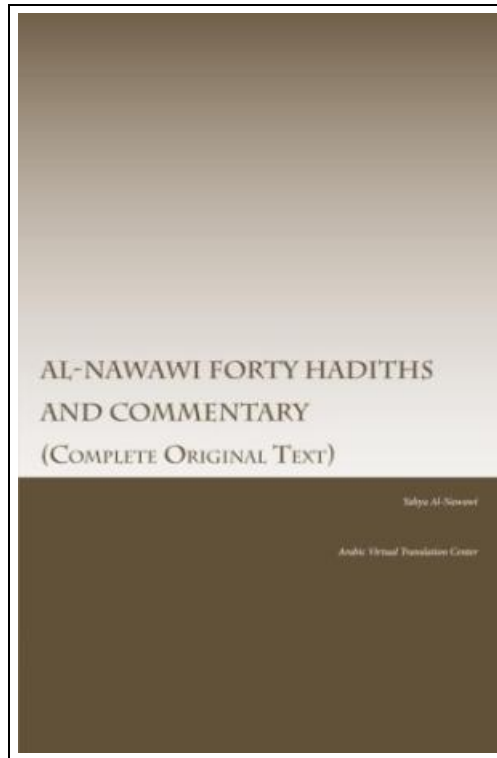 AL-NAWAWI FORTY HADITHS
AND COMMENTARY
(COMPLETE ORIGINAL TEXT)
Yahya Al-Nawawi
Arabic Virtual Translation Center